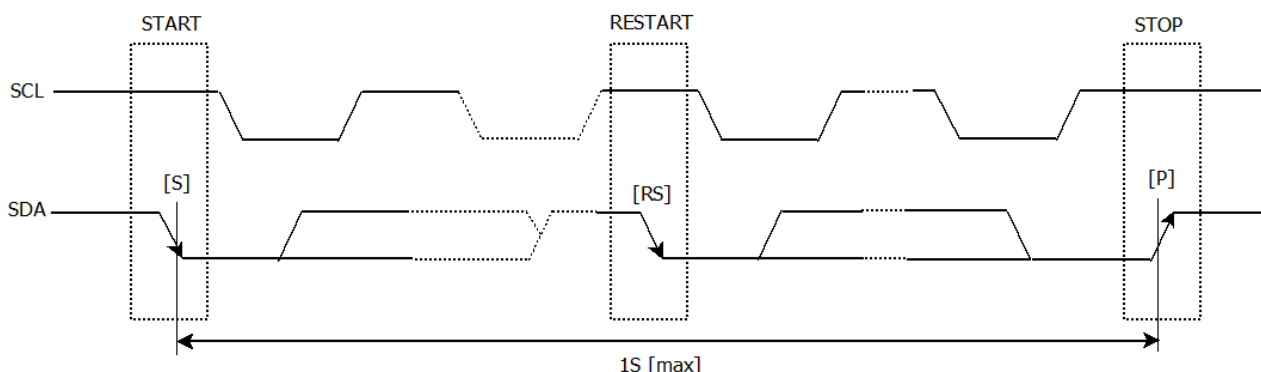 START RESTART STOP
SCL
[S] [RS] [P]
SDA
1S [max]